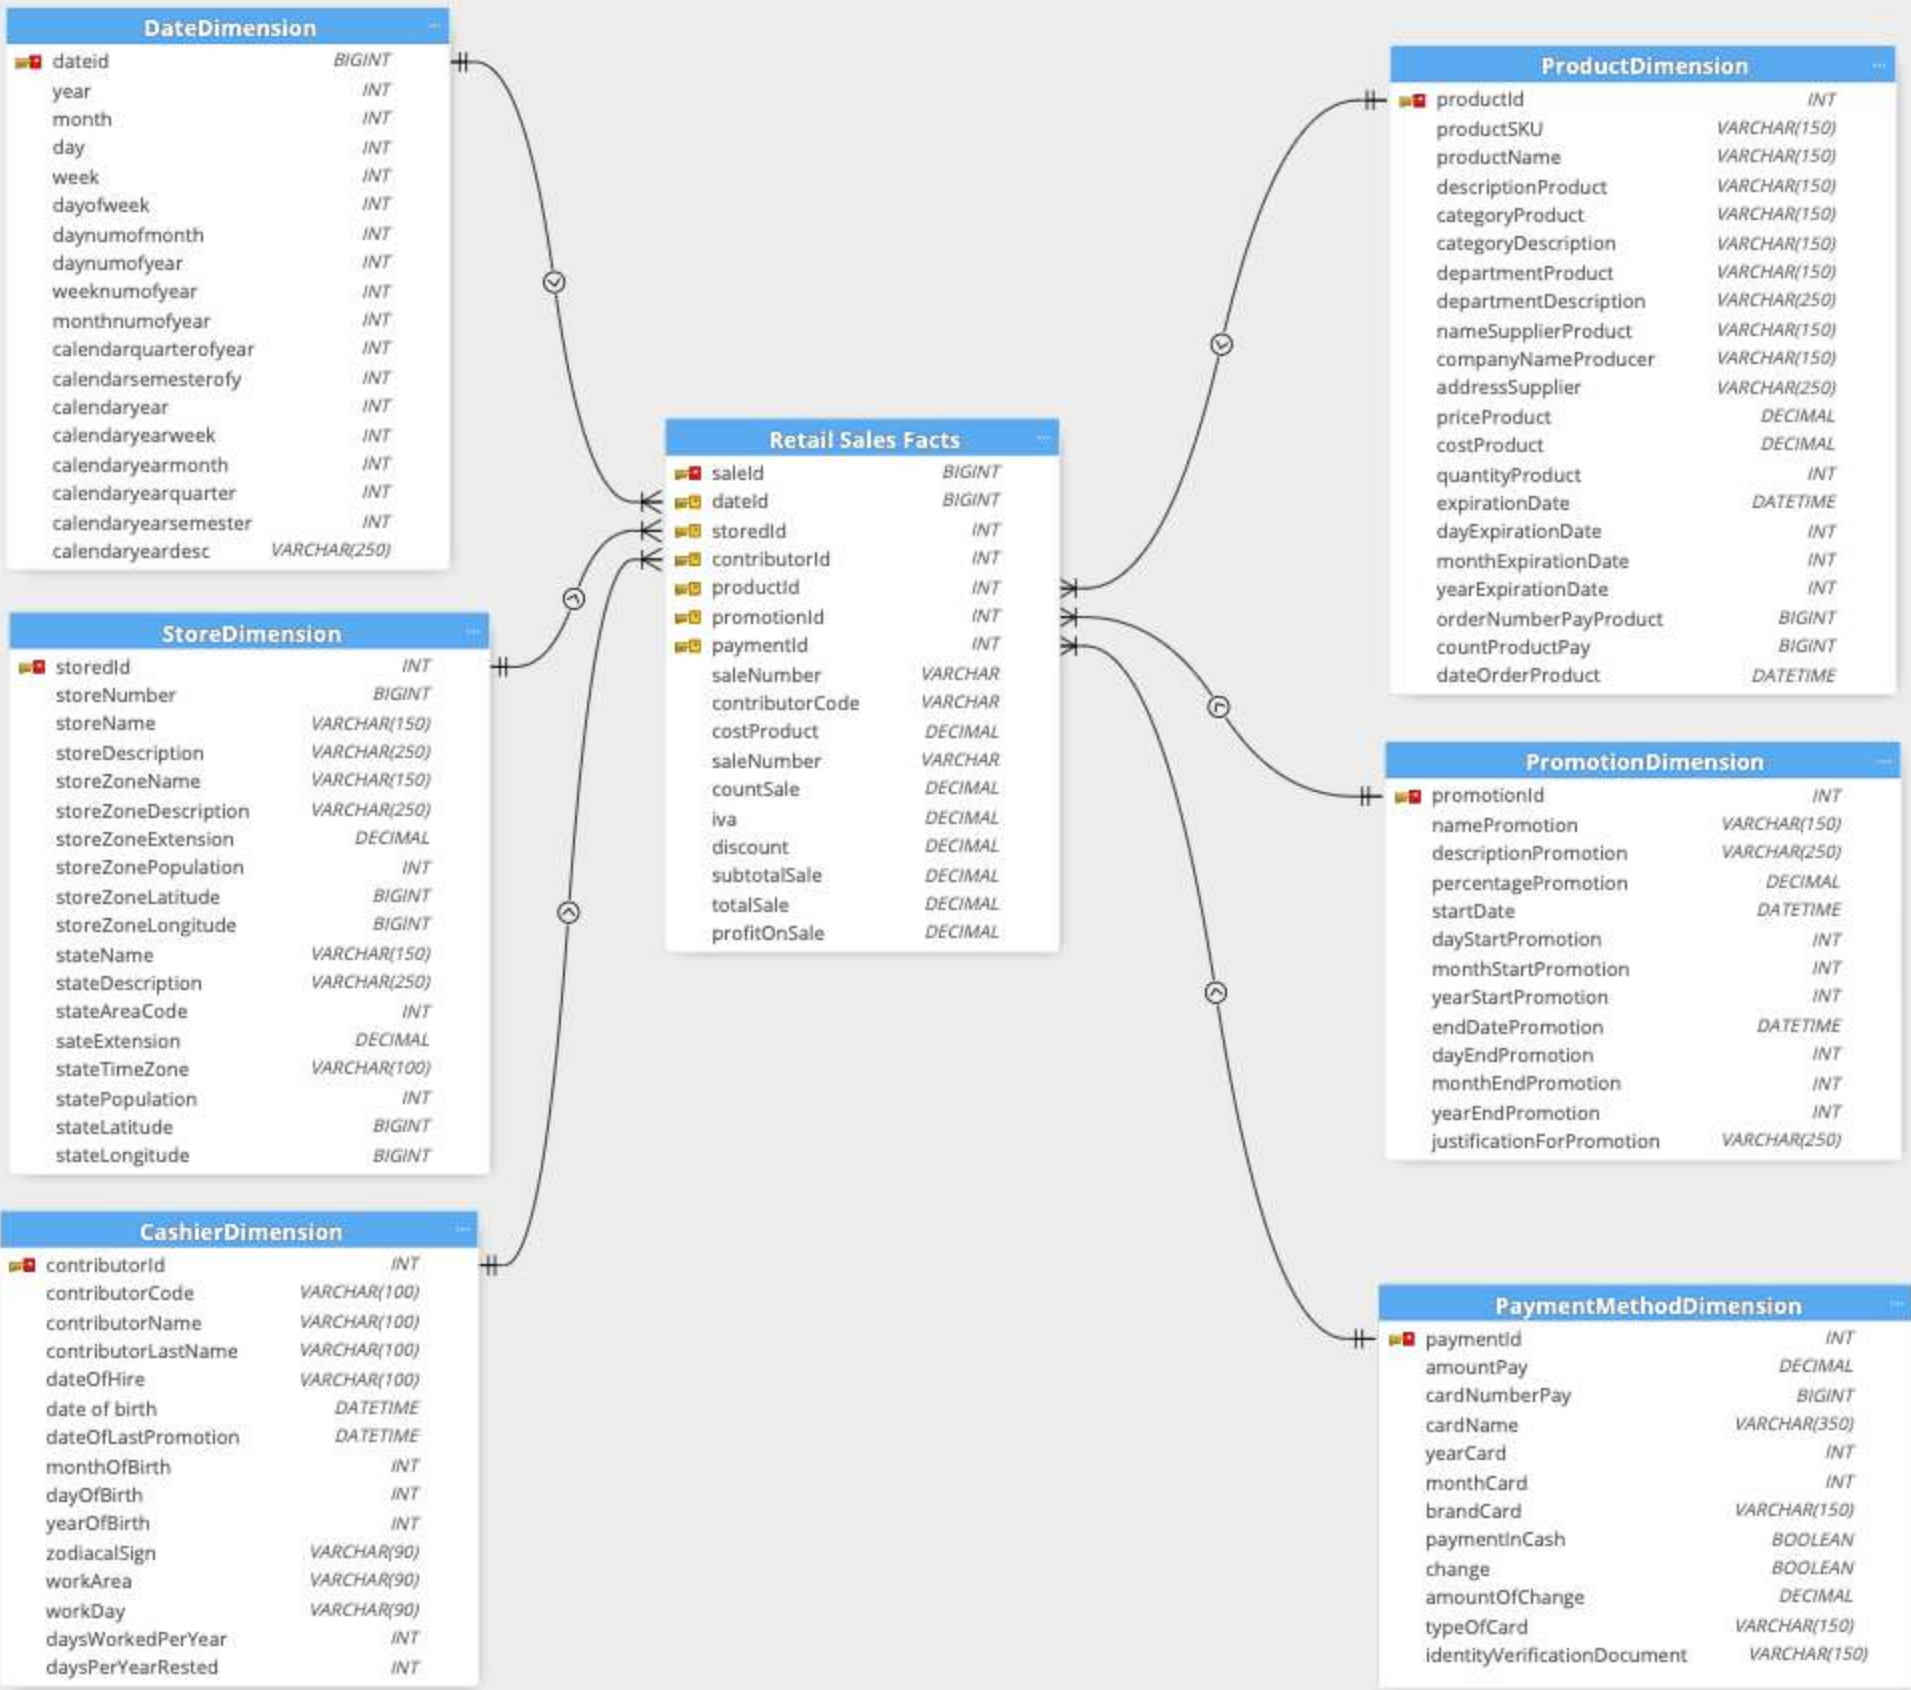 DateDimension
dateid BIGINT
year INT
month INT
day INT
week INT
dayofweek INT
daynumofmonth INT
daynumofyear INT
weeknumofyear INT
monthnumofyear INT
calendarquarterofyear INT
calendarsemesterofy INT
calendaryear INT
calendaryearweek INT
calendaryearmonth INT
calendaryearquarter INT
calendaryearsemester INT
calendaryeardesc VARCHAR(250)
StoreDimension
storedId INT
storeNumber BIGINT
storeName VARCHAR(150)
storeDescription VARCHAR(250)
storeZoneName VARCHAR(150)
storeZoneDescription VARCHAR(250)
storeZoneExtension DECIMAL
storeZonePopulation INT
storeZoneLatitude BIGINT
storeZoneLongitude BIGINT
stateName VARCHAR(150)
stateDescription VARCHAR(250)
stateAreaCode INT
sateExtension DECIMAL
stateTimeZone VARCHAR(100)
statePopulation INT
stateLatitude BIGINT
stateLongitude BIGINT
CashierDimension
contributorId INT
contributorCode VARCHAR(100)
contributorName VARCHAR(100)
contributorLastName VARCHAR(100)
dateOfHire VARCHAR(100)
date of birth DATETIME
dateOfLastPromotion DATETIME
monthOfBirth INT
dayOfBirth INT
yearOfBirth INT
zodiacalSign VARCHAR(90)
workArea VARCHAR(90)
workDay VARCHAR(90)
daysWorkedPerYear INT
daysPerYearRested INT
Retail Sales Facts
saleId BIGINT
dateId BIGINT
storedId INT
contributorId INT
productId INT
promotionId INT
paymentId INT
saleNumber VARCHAR
contributorCode VARCHAR
costProduct DECIMAL
saleNumber VARCHAR
countSale DECIMAL
iva DECIMAL
discount DECIMAL
subtotalSale DECIMAL
totalSale DECIMAL
profitOnSale DECIMAL
ProductDimension
productId INT
productSKU VARCHAR(150)
productName VARCHAR(150)
descriptionProduct VARCHAR(150)
categoryProduct VARCHAR(150)
categoryDescription VARCHAR(150)
departmentProduct VARCHAR(150)
departmentDescription VARCHAR(250)
nameSupplierProduct VARCHAR(150)
companyNameProducer VARCHAR(150)
addressSupplier VARCHAR(250)
priceProduct DECIMAL
costProduct DECIMAL
quantityProduct INT
expirationDate DATETIME
dayExpirationDate INT
monthExpirationDate INT
yearExpirationDate INT
orderNumberPayProduct BIGINT
countProductPay BIGINT
dateOrderProduct DATETIME
PromotionDimension
promotionId INT
namePromotion VARCHAR(150)
descriptionPromotion VARCHAR(250)
percentagePromotion DECIMAL
startDate DATETIME
dayStartPromotion INT
monthStartPromotion INT
yearStartPromotion INT
endDatePromotion DATETIME
dayEndPromotion INT
monthEndPromotion INT
yearEndPromotion INT
justificationForPromotion VARCHAR(250)
PaymentMethodDimension
paymentId INT
amountPay DECIMAL
cardNumberPay BIGINT
cardName VARCHAR(350)
yearCard INT
monthCard INT
brandCard VARCHAR(150)
paymentInCash BOOLEAN
change BOOLEAN
amountOfChange DECIMAL
typeOfCard VARCHAR(150)
identityVerificationDocument VARCHAR(150)